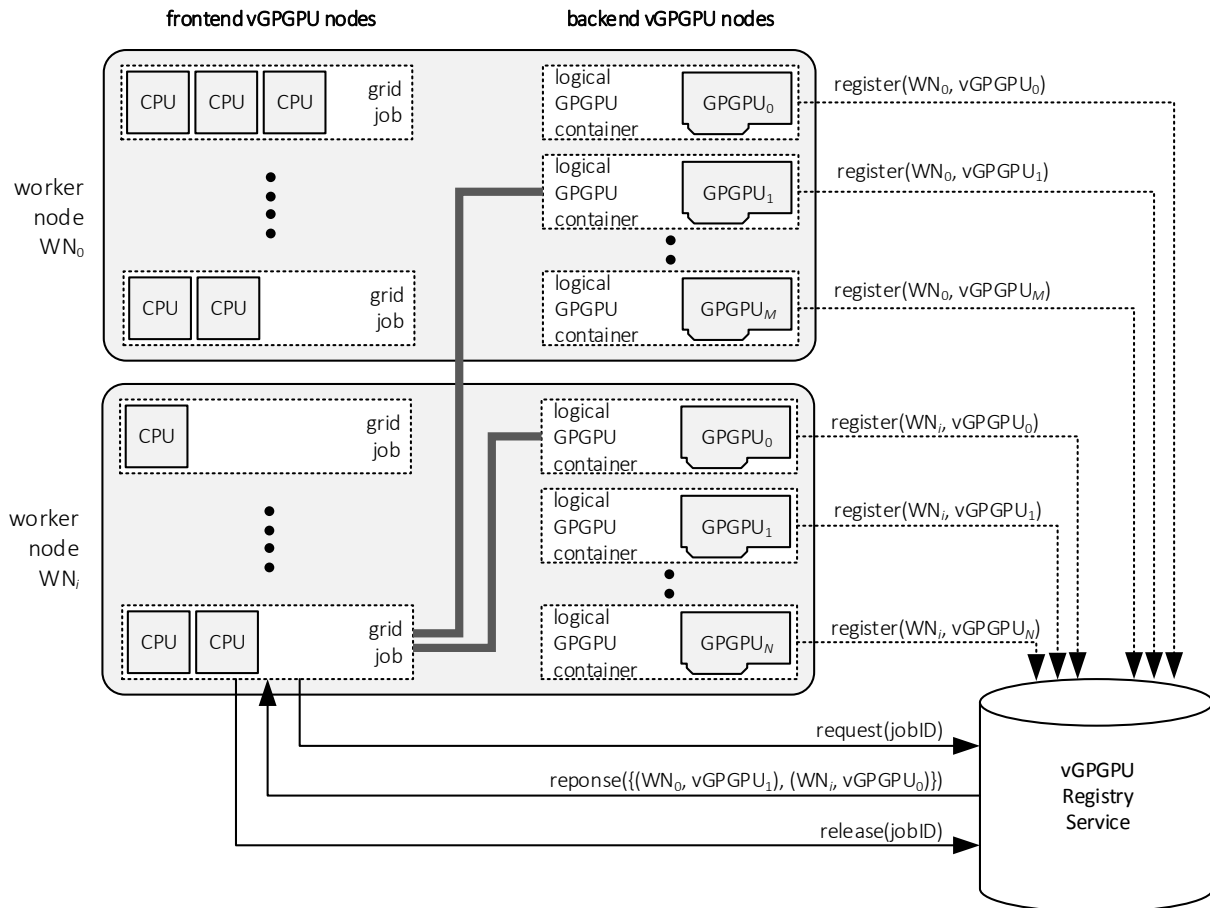 frontend vGPGPU nodes
backend vGPGPU nodes
CPU
CPU
CPU
grid
job
logical
GPGPU
container
GPGPU₀
register(WN₀, vGPGPU₀)
worker
node
WN₀
logical
GPGPU
container
GPGPU₁
register(WN₀, vGPGPU₁)
CPU
CPU
grid
job
logical
GPGPU
container
GPGPU_M
register(WN₀, vGPGPU_M)
CPU
grid
job
logical
GPGPU
container
GPGPU₀
register(WNᵢ, vGPGPU₀)
worker
node
WNᵢ
logical
GPGPU
container
GPGPU₁
register(WNᵢ, vGPGPU₁)
CPU
CPU
grid
job
logical
GPGPU
container
GPGPU_N
register(WNᵢ, vGPGPU_N)
request(jobID)
reponse({(WN₀, vGPGPU₁), (WNᵢ, vGPGPU₀)})
release(jobID)
vGPGPU
Registry
Service